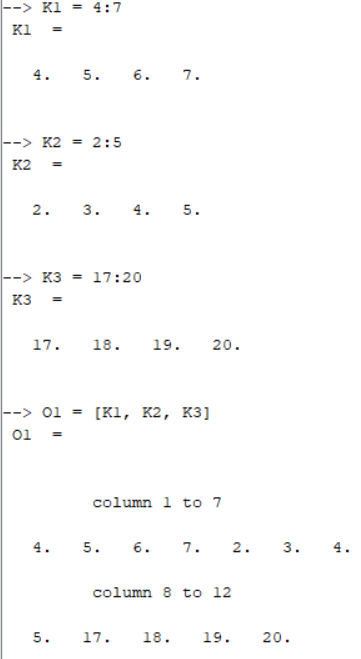 --> K1 = 4:7
K1 =
4. 5. 6. 7.
--> K2 = 2:5
K2 =
2. 3. 4. 5.
--> K3 = 17:20
K3 =
17. 18. 19. 20.
--> O1 = [K1, K2, K3]
O1 =
column 1 to 7
4. 5. 6. 7. 2. 3. 4.
column 8 to 12
5. 17. 18. 19. 20.